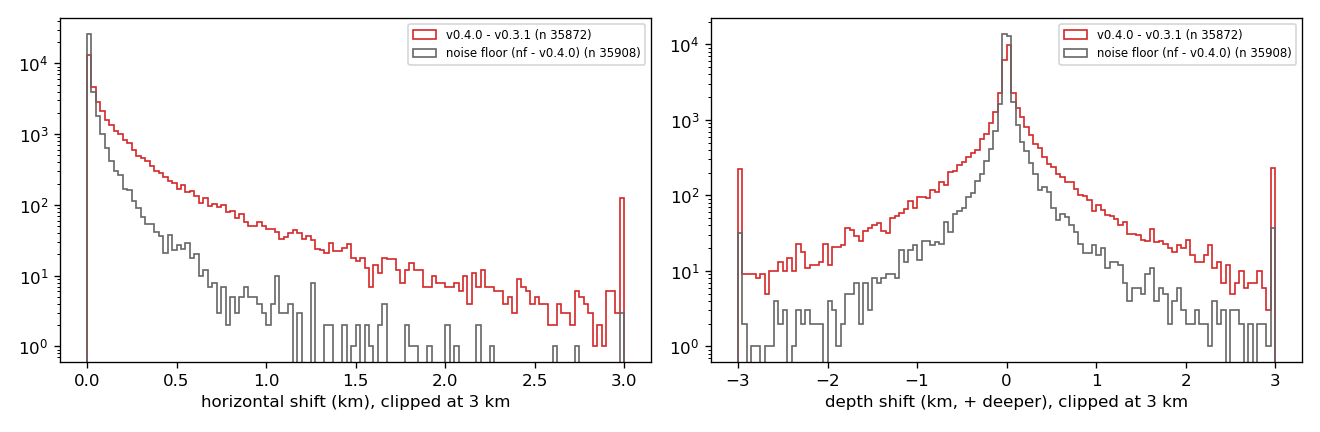 v0.4.0 - v0.3.1 (n 35872)
noise floor (nf - v0.4.0) (n 35908)
10⁴
10³
10²
10¹
10⁰
0.0 0.5 1.0 1.5 2.0 2.5 3.0
horizontal shift (km), clipped at 3 km
v0.4.0 - v0.3.1 (n 35872)
noise floor (nf - v0.4.0) (n 35908)
10⁴
10³
10²
10¹
10⁰
−3 −2 −1 0 1 2 3
depth shift (km, + deeper), clipped at 3 km